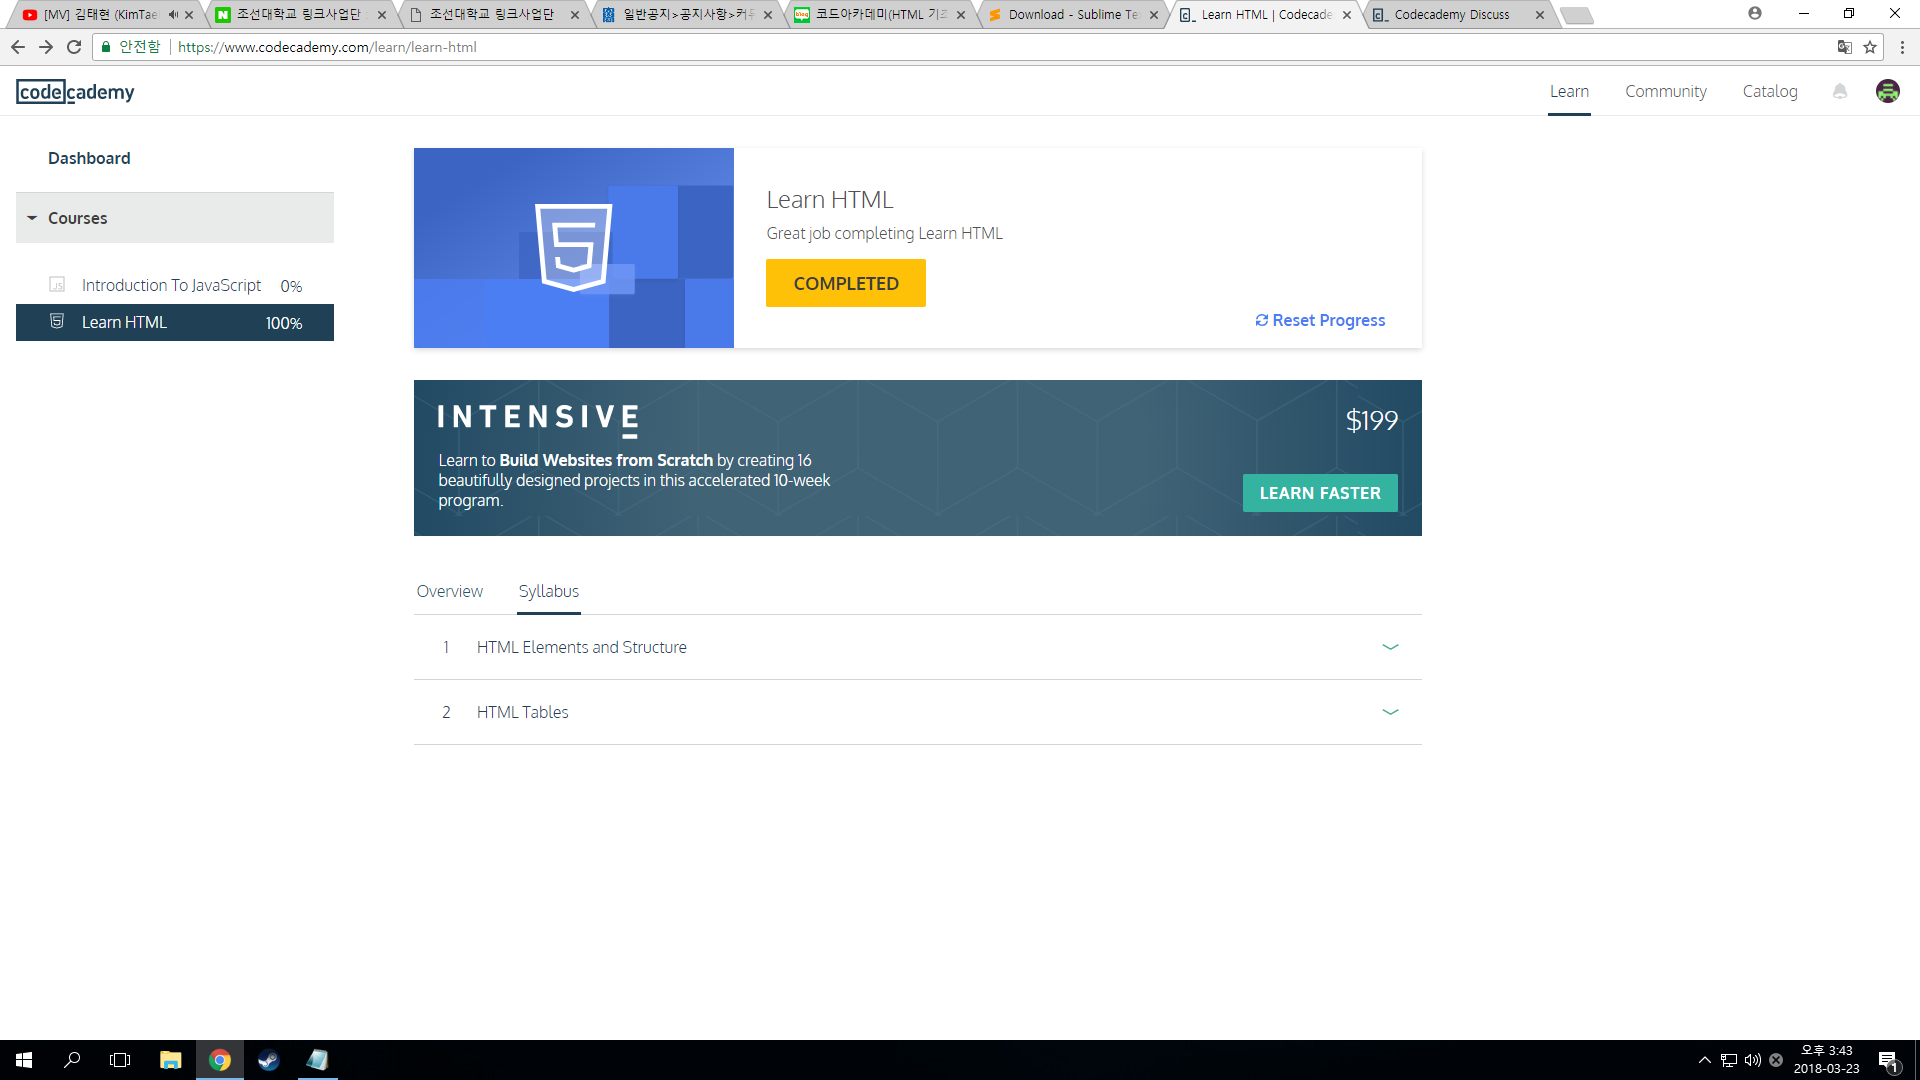 [MV] 김태현 (KimTae
조선대학교 링크사업단
조선대학교 링크사업단
일반공지>공지사항>커뮤
코드아카데미(HTML 기초
Download - Sublime Te
Learn HTML | Codecade
Codecademy Discuss
안전함
https://www.codecademy.com/learn/learn-html
codecademy
Learn
Community
Catalog
Dashboard
Courses
Introduction To JavaScript 0%
Learn HTML 100%
Learn HTML
Great job completing Learn HTML
COMPLETED
Reset Progress
INTENSIVE
$199
Learn to Build Websites from Scratch by creating 16
beautifully designed projects in this accelerated 10-week
program.
LEARN FASTER
Overview
Syllabus
1 HTML Elements and Structure
2 HTML Tables
오후 3:43
2018-03-23
1